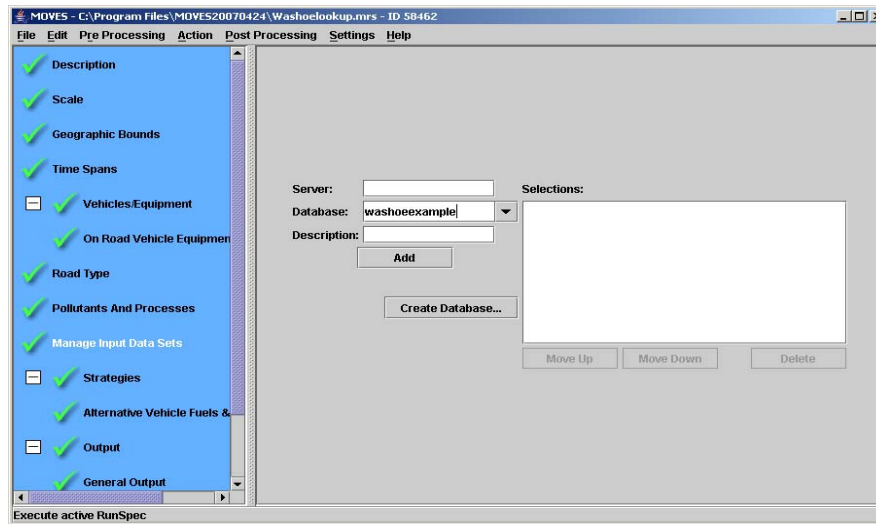 MOVES - C:\Program Files\MOVES20070424\Washoelookup.mrs - ID 58462
File Edit Pre Processing Action Post Processing Settings Help
Description
Scale
Geographic Bounds
Time Spans
Vehicles/Equipment
On Road Vehicle Equipmen
Road Type
Pollutants And Processes
Manage Input Data Sets
Strategies
Alternative Vehicle Fuels &
Output
General Output
Server:
Database: washoeexample
Description:
Add
Create Database...
Selections:
Move Up Move Down Delete
Execute active RunSpec